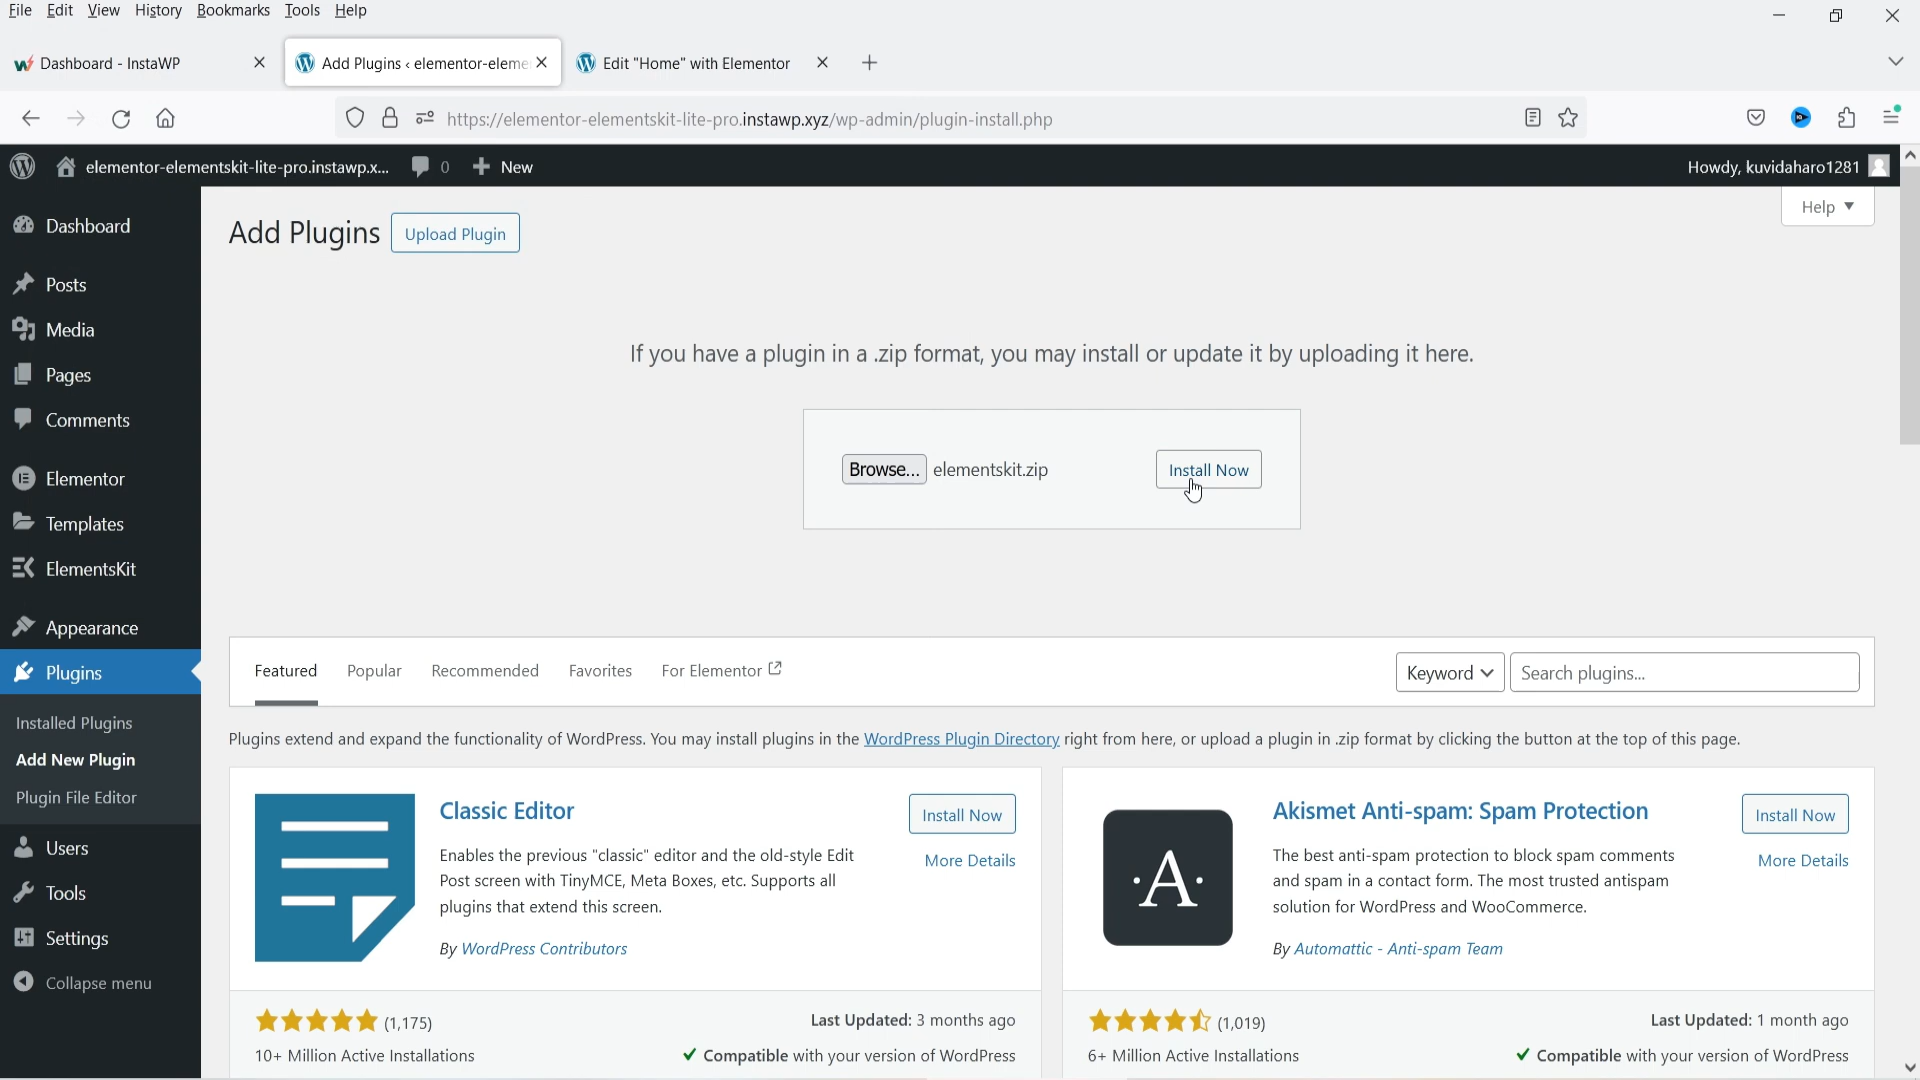 File Edit View History Bookmarks Tools Help
Dashboard - InstaWP
Add Plugins ‹ elementor-eleme
Edit "Home" with Elementor
https://elementor-elementskit-lite-pro.instawp.xyz/wp-admin/plugin-install.php
elementor-elementskit-lite-pro.instawp.x... 0 New
Howdy, kuvidaharo1281
Dashboard
Posts
Media
Pages
Comments
Elementor
Templates
ElementsKit
Appearance
Plugins
Installed Plugins
Add New Plugin
Plugin File Editor
Users
Tools
Settings
Collapse menu
Add Plugins Upload Plugin
Help
If you have a plugin in a .zip format, you may install or update it by uploading it here.
Browse... elementskit.zip Install Now
Featured Popular Recommended Favorites For Elementor
Keyword Search plugins...
Plugins extend and expand the functionality of WordPress. You may install plugins in the WordPress Plugin Directory right from here, or upload a plugin in .zip format by clicking the button at the top of this page.
Classic Editor
Install Now
More Details
Enables the previous "classic" editor and the old-style Edit
Post screen with TinyMCE, Meta Boxes, etc. Supports all
plugins that extend this screen.
By WordPress Contributors
(1,175)
Last Updated: 3 months ago
10+ Million Active Installations
Compatible with your version of WordPress
·A·
Akismet Anti-spam: Spam Protection
Install Now
More Details
The best anti-spam protection to block spam comments
and spam in a contact form. The most trusted antispam
solution for WordPress and WooCommerce.
By Automattic - Anti-spam Team
(1,019)
Last Updated: 1 month ago
6+ Million Active Installations
Compatible with your version of WordPress